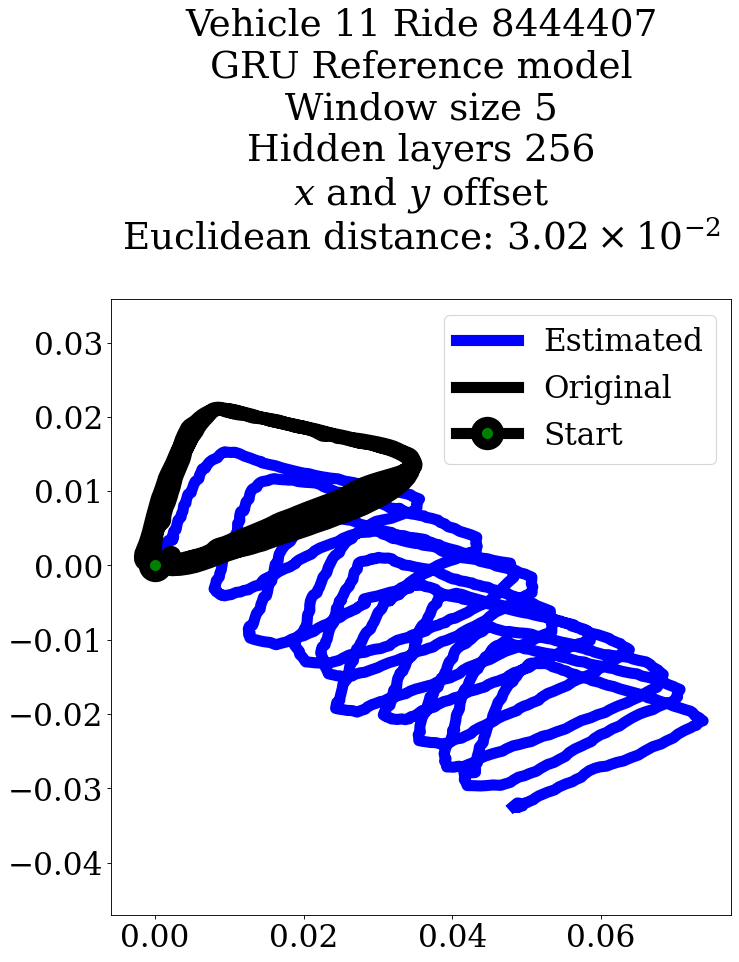 Vehicle 11 Ride 8444407
GRU Reference model
Window size 5
Hidden layers 256
x and y offset
Euclidean distance: 3.02 × 10⁻²
Estimated
Original
Start
0.03
0.02
0.01
0.00
−0.01
−0.02
−0.03
−0.04
0.00 0.02 0.04 0.06